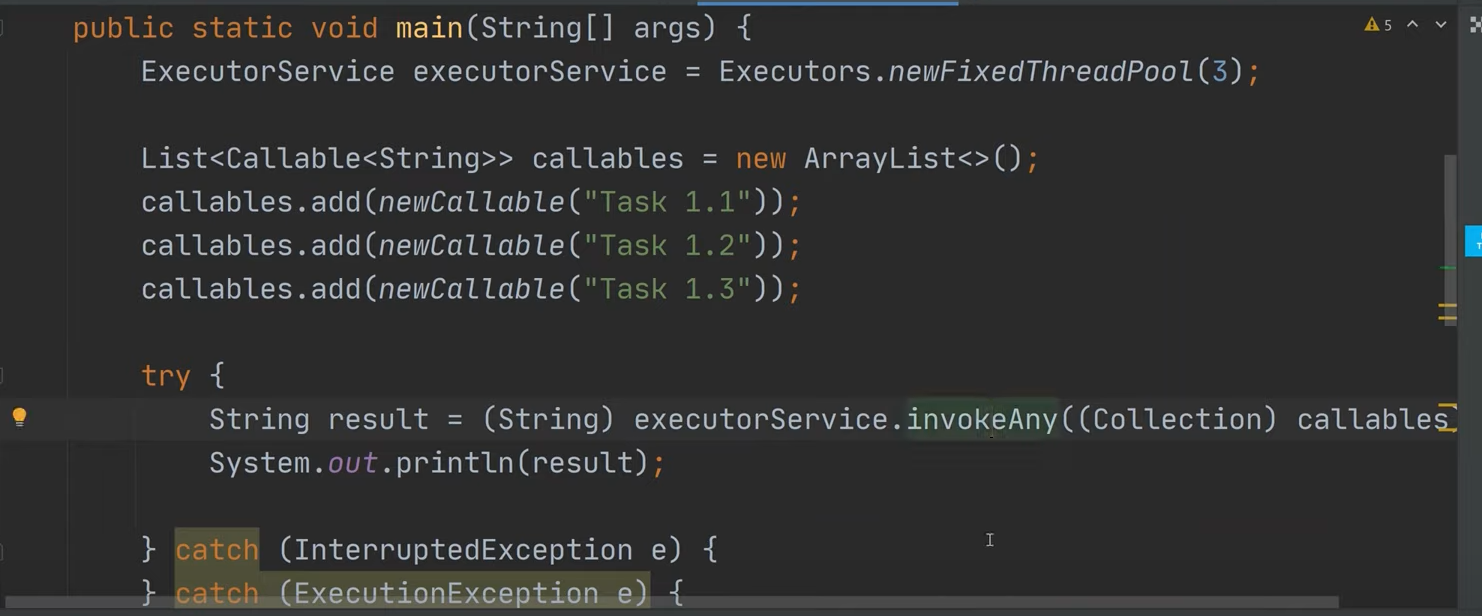 public static void main(String[] args) {
5
ExecutorService executorService = Executors.newFixedThreadPool(3);
List<Callable<String>> callables = new ArrayList<>();
callables.add(newCallable("Task 1.1"));
callables.add(newCallable("Task 1.2"));
callables.add(newCallable("Task 1.3"));
try {
String result = (String) executorService.invokeAny((Collection) callables)
System.out.println(result);
} catch (InterruptedException e) {
} catch (ExecutionException e) {